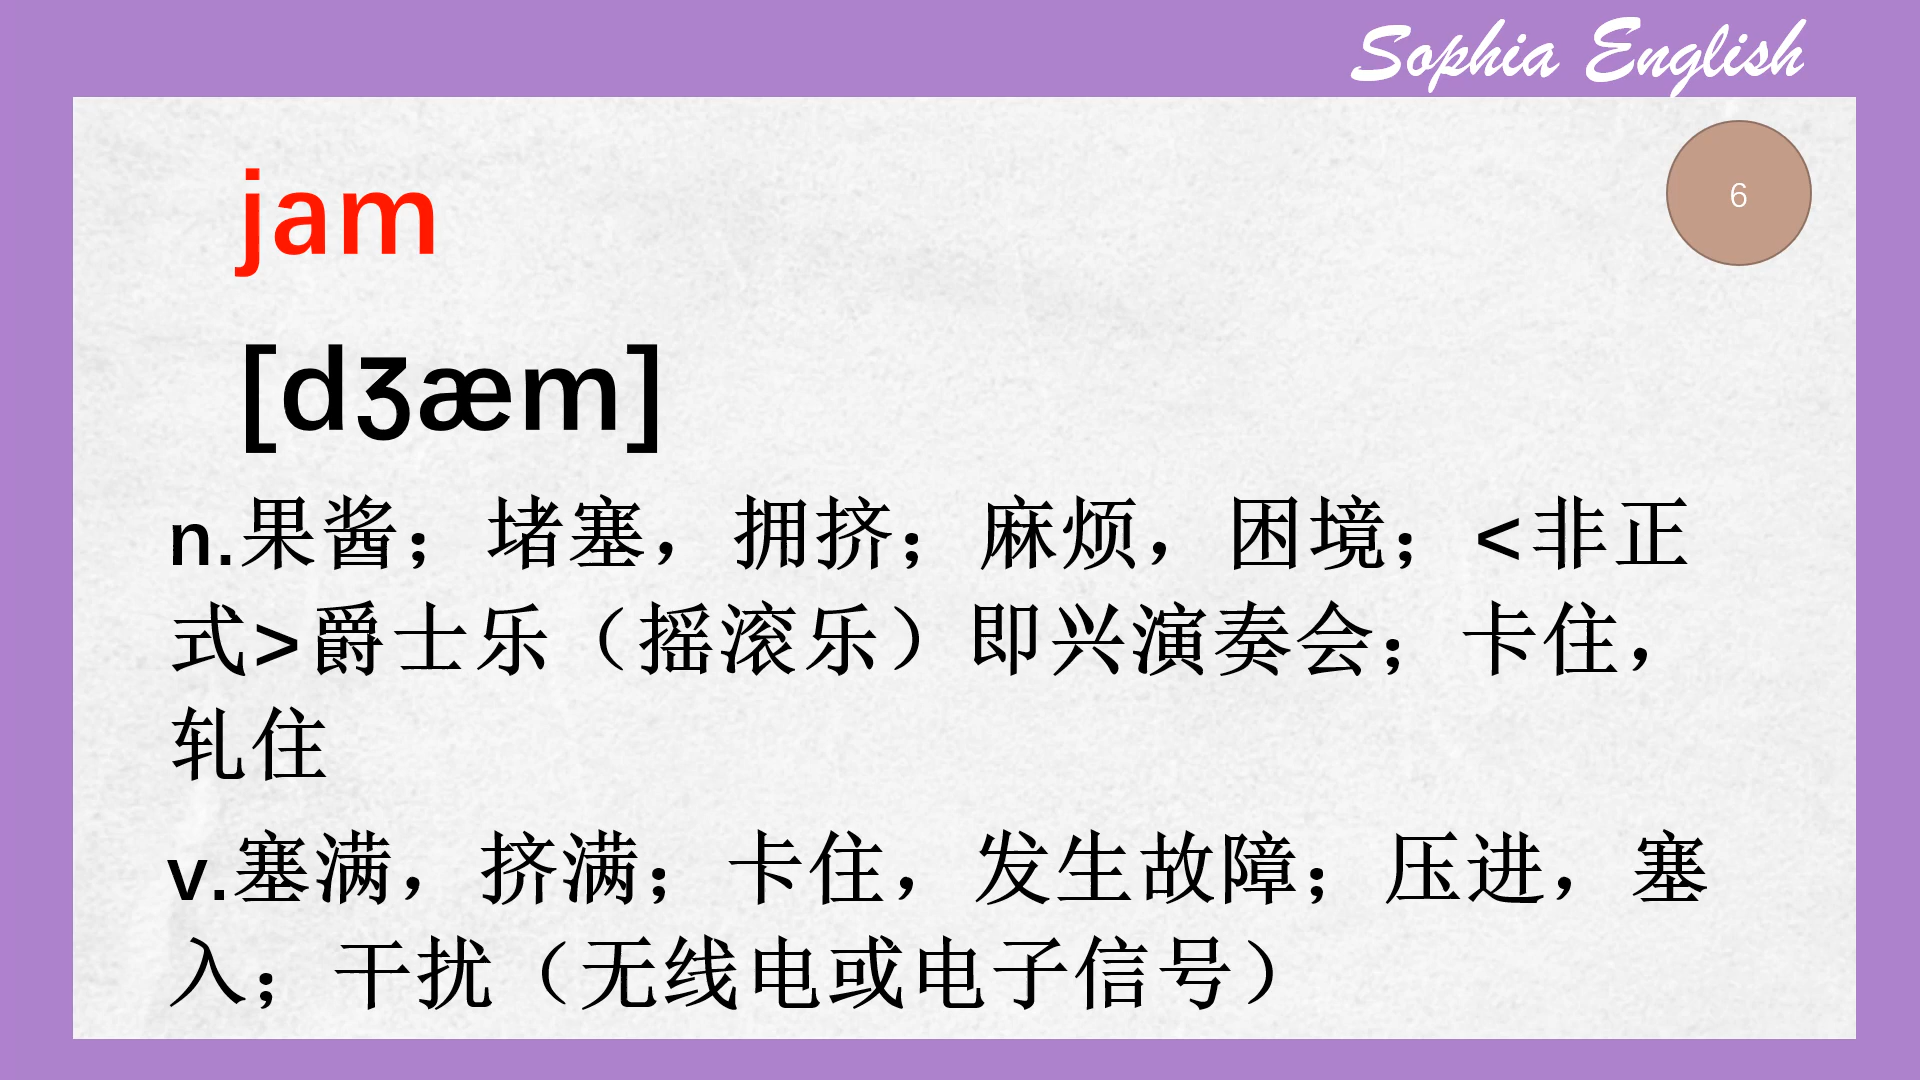 Sophia English
6
jam
[dʒæm]
n.果酱；堵塞，拥挤；麻烦，困境；<非正
式>爵士乐（摇滚乐）即兴演奏会；卡住，
轧住
v.塞满，挤满；卡住，发生故障；压进，塞
入；干扰（无线电或电子信号）